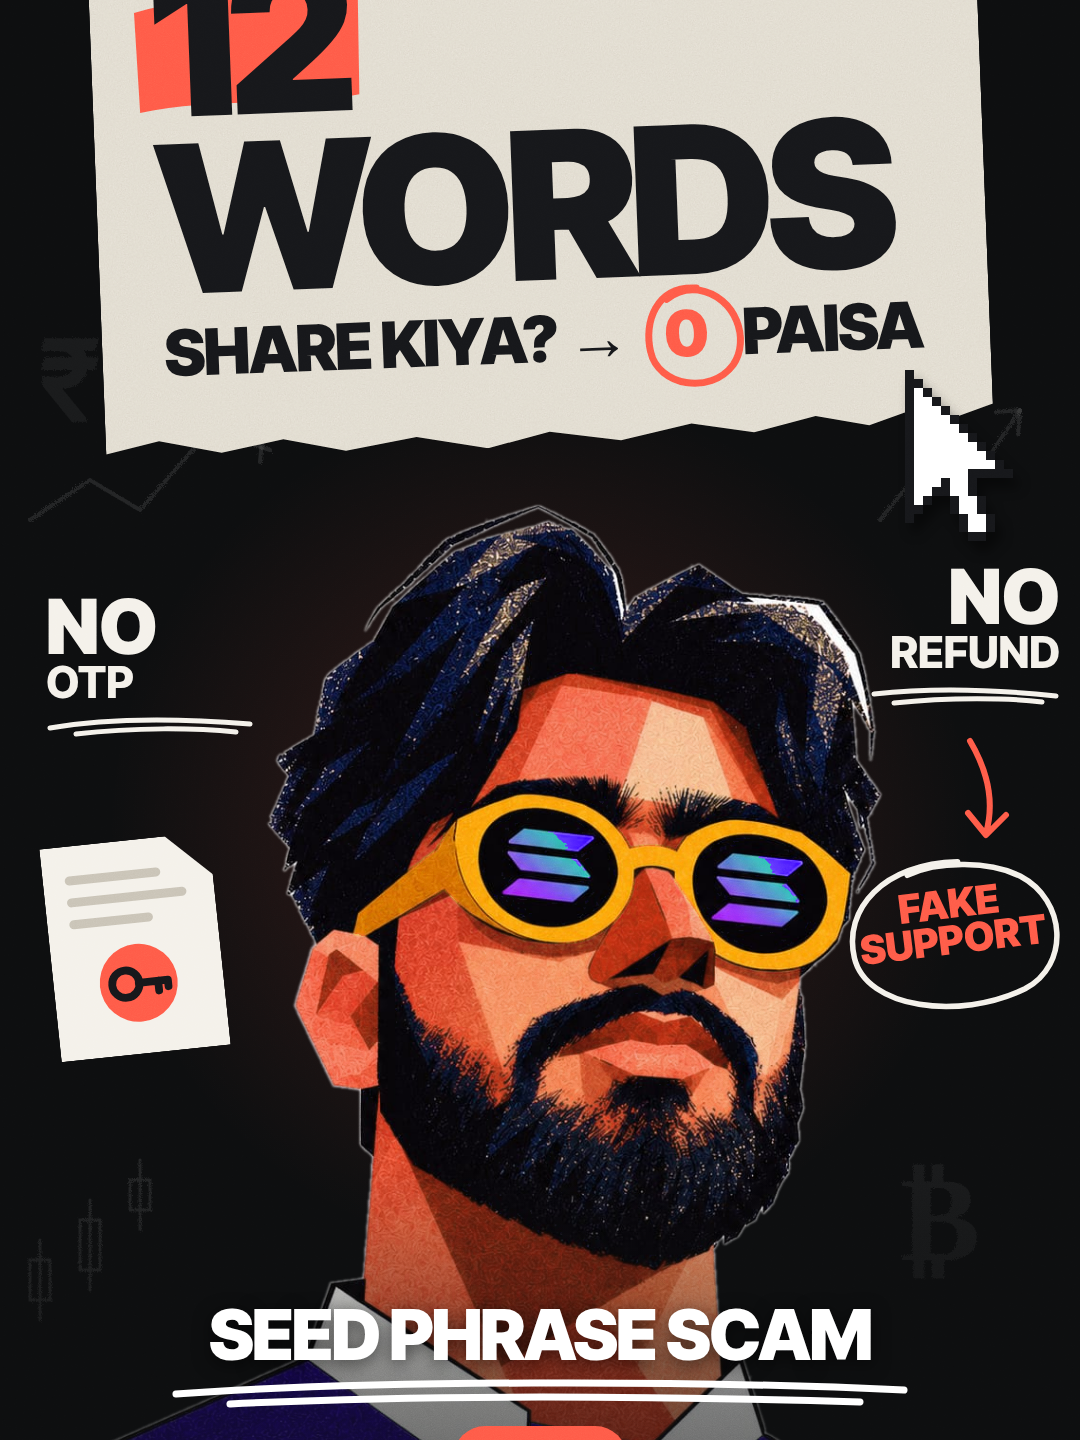 12
WORDS
SHARE KIYA? → 0 PAISA
₹
NO
OTP
NO
REFUND
FAKE
SUPPORT
₿
SEED PHRASE SCAM